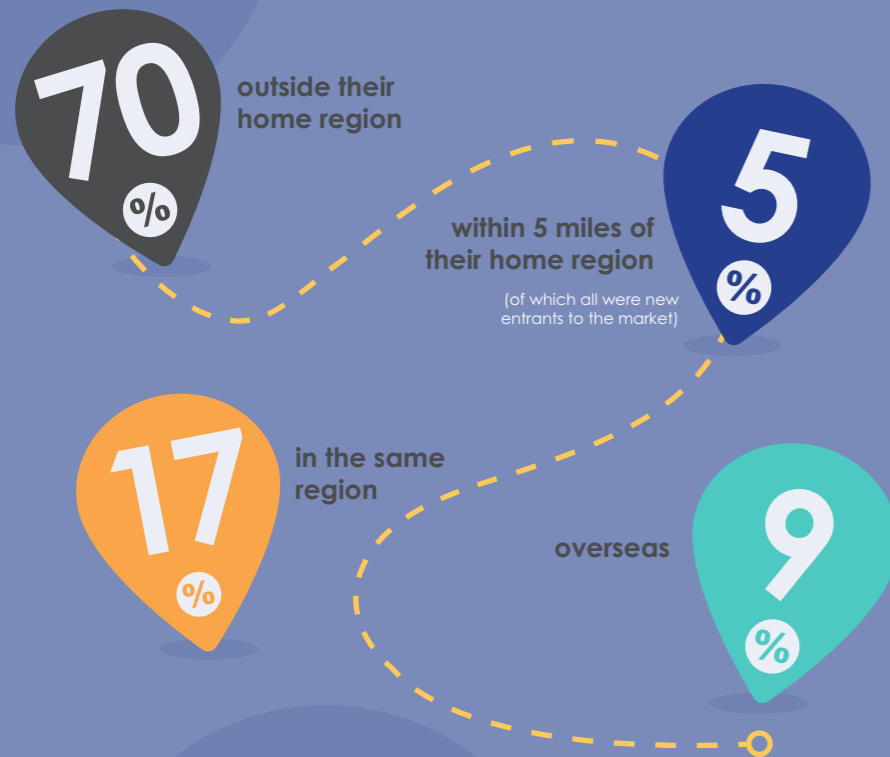 70
%
outside their
home region
5
%
within 5 miles of
their home region
(of which all were new
entrants to the market)
17
%
in the same
region
9
%
overseas